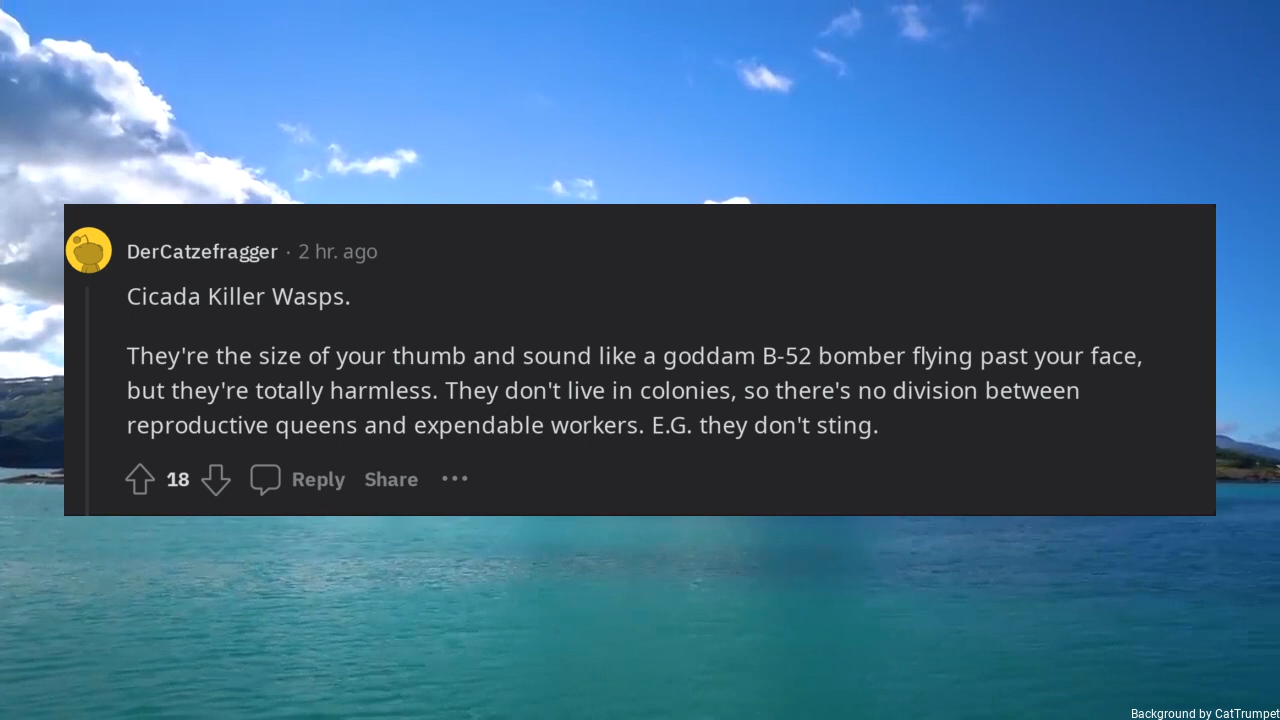 DerCatzefragger · 2 hr. ago
Cicada Killer Wasps.
They're the size of your thumb and sound like a goddam B-52 bomber flying past your face,
but they're totally harmless. They don't live in colonies, so there's no division between
reproductive queens and expendable workers. E.G. they don't sting.
18 Reply Share ···
Background by CatTrumpet